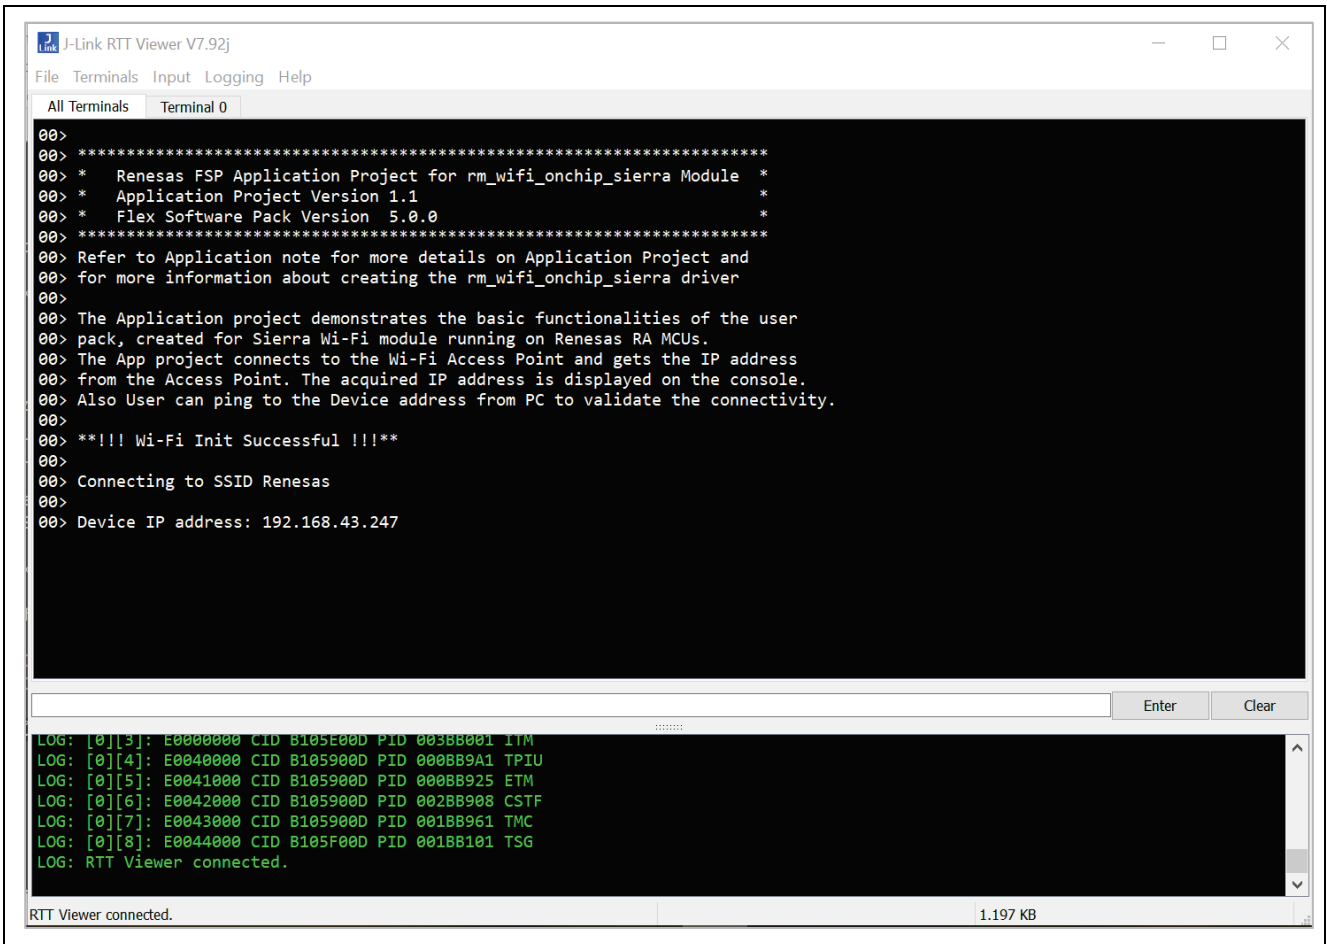 J-Link RTT Viewer V7.92j
File Terminals Input Logging Help
All Terminals Terminal 0
00>
00> ***********************************************************************
00> *   Renesas FSP Application Project for rm_wifi_onchip_sierra Module  *
00> *   Application Project Version 1.1                                   *
00> *   Flex Software Pack Version  5.0.0                                 *
00> ***********************************************************************
00> Refer to Application note for more details on Application Project and
00> for more information about creating the rm_wifi_onchip_sierra driver
00>
00> The Application project demonstrates the basic functionalities of the user
00> pack, created for Sierra Wi-Fi module running on Renesas RA MCUs.
00> The App project connects to the Wi-Fi Access Point and gets the IP address
00> from the Access Point. The acquired IP address is displayed on the console.
00> Also User can ping to the Device address from PC to validate the connectivity.
00>
00> **!!! Wi-Fi Init Successful !!!**
00>
00> Connecting to SSID Renesas
00>
00> Device IP address: 192.168.43.247
Enter Clear
LOG: [0][3]: E0000000 CID B105E00D PID 003BB001 ITM
LOG: [0][4]: E0040000 CID B105900D PID 000BB9A1 TPIU
LOG: [0][5]: E0041000 CID B105900D PID 000BB925 ETM
LOG: [0][6]: E0042000 CID B105900D PID 002BB908 CSTF
LOG: [0][7]: E0043000 CID B105900D PID 001BB961 TMC
LOG: [0][8]: E0044000 CID B105F00D PID 001BB101 TSG
LOG: RTT Viewer connected.
RTT Viewer connected. 1.197 KB